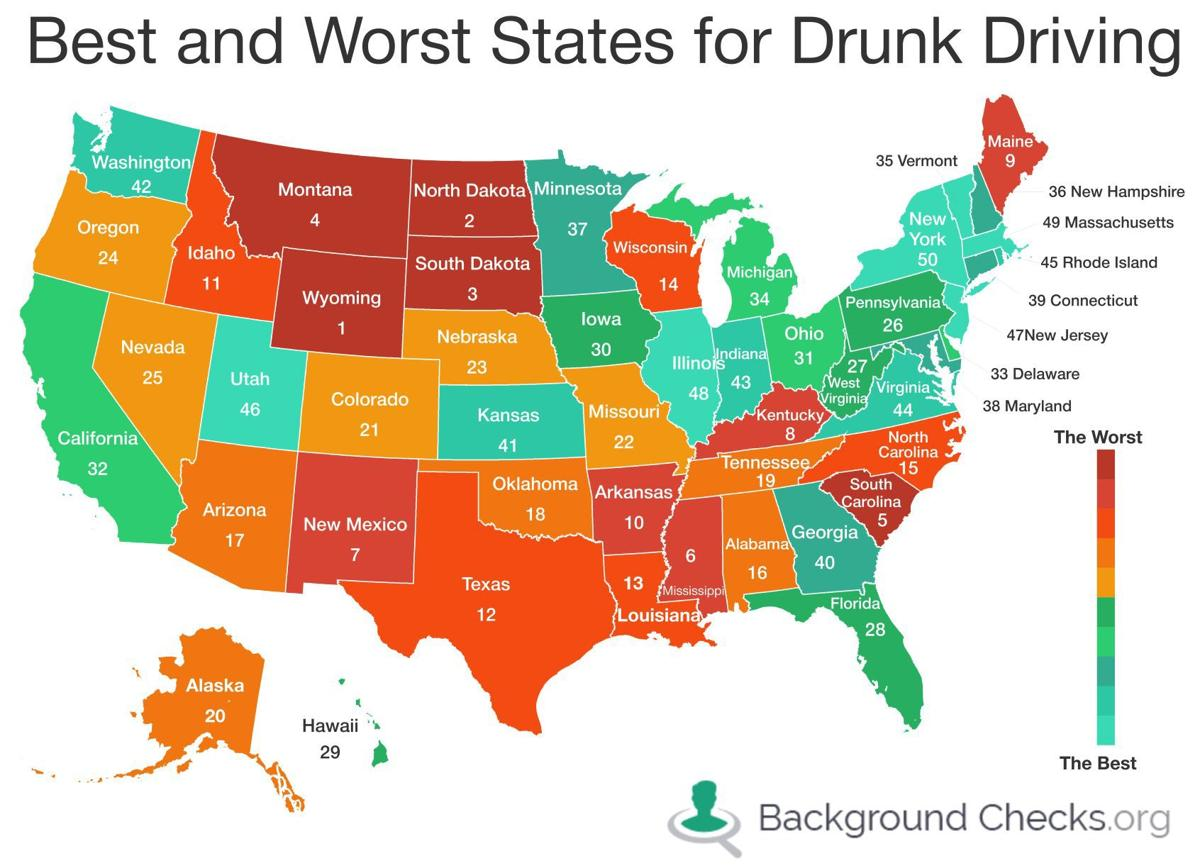 Best and Worst States for Drunk Driving
Washington
42
Oregon
24
California
32
Idaho
11
Nevada
25
Montana
4
Wyoming
1
Utah
46
Colorado
21
Arizona
17
New Mexico
7
North Dakota
2
South Dakota
3
Nebraska
23
Kansas
41
Oklahoma
18
Texas
12
Minnesota
37
Iowa
30
Missouri
22
Arkansas
10
13
Louisiana
Wisconsin
14
Illinois
48
Michigan
34
Indiana
43
Ohio
31
Kentucky
8
Tennessee
19
6
Mississippi
Alabama
16
Georgia
40
Florida
28
South
Carolina
5
North
Carolina
15
Virginia
44
27
West
Virginia
Pennsylvania
26
New
York
50
Maine
9
35 Vermont
36 New Hampshire
49 Massachusetts
45 Rhode Island
39 Connecticut
47New Jersey
33 Delaware
38 Maryland
Alaska
20
Hawaii
29
The Worst
The Best
Background Checks.org